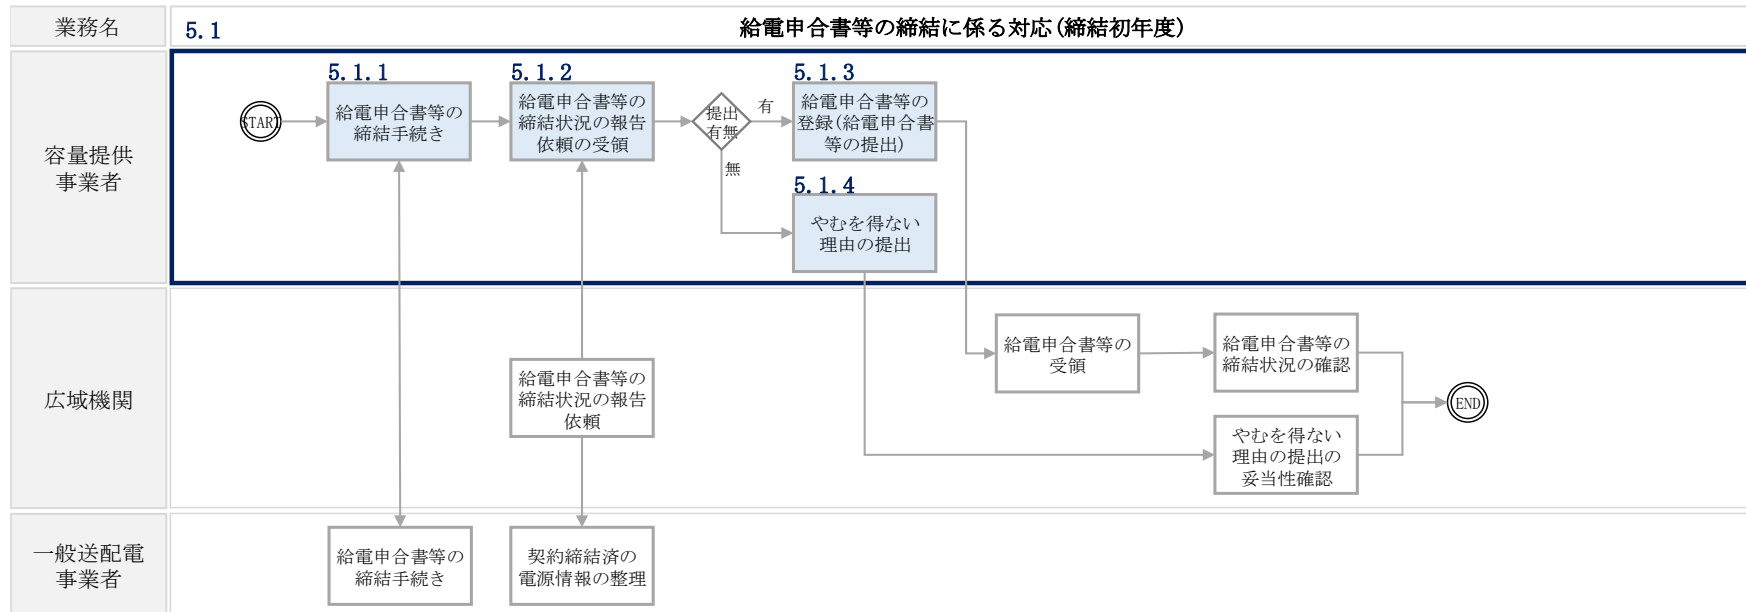 業務名
5.1
給電申合書等の締結に係る対応(締結初年度)
容量提供
事業者
START
5.1.1
給電申合書等の
締結手続き
5.1.2
給電申合書等の
締結状況の報告
依頼の受領
提出
有無
有
無
5.1.3
給電申合書等の
登録(給電申合書
等の提出)
5.1.4
やむを得ない
理由の提出
広域機関
給電申合書等の
締結状況の報告
依頼
給電申合書等の
受領
給電申合書等の
締結状況の確認
やむを得ない
理由の提出の
妥当性確認
END
一般送配電
事業者
給電申合書等の
締結手続き
契約締結済の
電源情報の整理